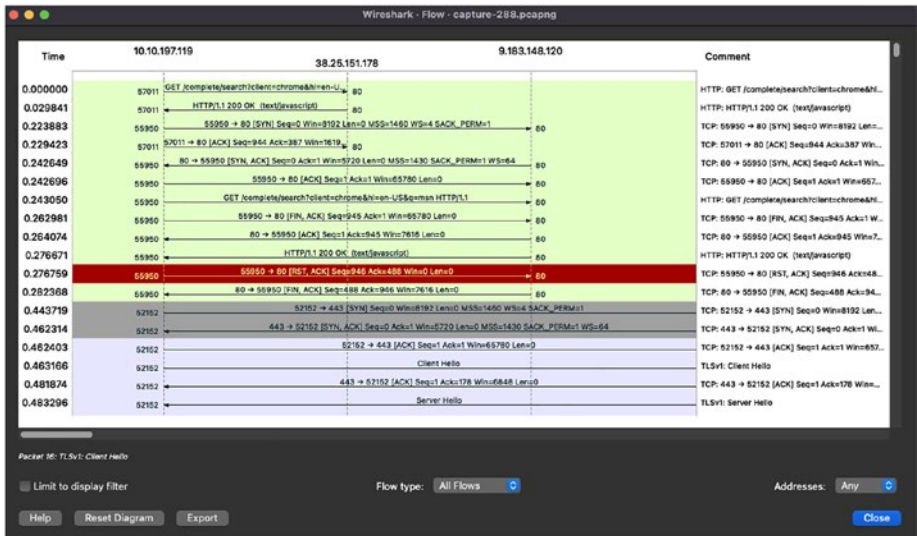 Wireshark · Flow · capture-288.pcapng
Time 10.10.197.119 38.25.151.178 9.183.148.120 Comment
0.000000 57011 GET /complete/search?client=chrome&hl=en-U... 80 HTTP: GET /complete/search?client=chrome&hl...
0.029841 57011 HTTP/1.1 200 OK (text/javascript) 80 HTTP: HTTP/1.1 200 OK (text/javascript)
0.223883 55950 55950 → 80 [SYN] Seq=0 Win=8192 Len=0 MSS=1460 WS=4 SACK_PERM=1 80 TCP: 55950 → 80 [SYN] Seq=0 Win=8192 Len=...
0.229423 57011 57011 → 80 [ACK] Seq=944 Ack=387 Win=1619... 80 TCP: 57011 → 80 [ACK] Seq=944 Ack=387 Win...
0.242649 55950 80 → 55950 [SYN, ACK] Seq=0 Ack=1 Win=5720 Len=0 MSS=1430 SACK_PERM=1 WS=64 80 TCP: 80 → 55950 [SYN, ACK] Seq=0 Ack=1 Win...
0.242696 55950 55950 → 80 [ACK] Seq=1 Ack=1 Win=65780 Len=0 80 TCP: 55950 → 80 [ACK] Seq=1 Ack=1 Win=657...
0.243050 55950 GET /complete/search?client=chrome&hl=en-US&q=msn HTTP/1.1 80 HTTP: GET /complete/search?client=chrome&hl...
0.262981 55950 55950 → 80 [FIN, ACK] Seq=945 Ack=1 Win=65780 Len=0 80 TCP: 55950 → 80 [FIN, ACK] Seq=945 Ack=1 W...
0.264074 55950 80 → 55950 [ACK] Seq=1 Ack=945 Win=7616 Len=0 80 TCP: 80 → 55950 [ACK] Seq=1 Ack=945 Win=7...
0.276671 55950 HTTP/1.1 200 OK (text/javascript) 80 HTTP: HTTP/1.1 200 OK (text/javascript)
0.276759 55950 55950 → 80 [RST, ACK] Seq=946 Ack=488 Win=0 Len=0 80 TCP: 55950 → 80 [RST, ACK] Seq=946 Ack=48...
0.282368 55950 80 → 55950 [FIN, ACK] Seq=488 Ack=946 Win=7616 Len=0 80 TCP: 80 → 55950 [FIN, ACK] Seq=488 Ack=94...
0.443719 52152 52152 → 443 [SYN] Seq=0 Win=8192 Len=0 MSS=1460 WS=4 SACK_PERM=1 TCP: 52152 → 443 [SYN] Seq=0 Win=8192 Len...
0.462314 52152 443 → 52152 [SYN, ACK] Seq=0 Ack=1 Win=5720 Len=0 MSS=1430 SACK_PERM=1 WS=64 TCP: 443 → 52152 [SYN, ACK] Seq=0 Ack=1 Wi...
0.462403 52152 52152 → 443 [ACK] Seq=1 Ack=1 Win=65780 Len=0 TCP: 52152 → 443 [ACK] Seq=1 Ack=1 Win=657...
0.463166 52152 Client Hello TLSv1: Client Hello
0.481874 52152 443 → 52152 [ACK] Seq=1 Ack=178 Win=6848 Len=0 TCP: 443 → 52152 [ACK] Seq=1 Ack=178 Win=...
0.483296 52152 Server Hello TLSv1: Server Hello
Packet 16: TLSv1: Client Hello
Limit to display filter Flow type: All Flows Addresses: Any
Help Reset Diagram Export Close